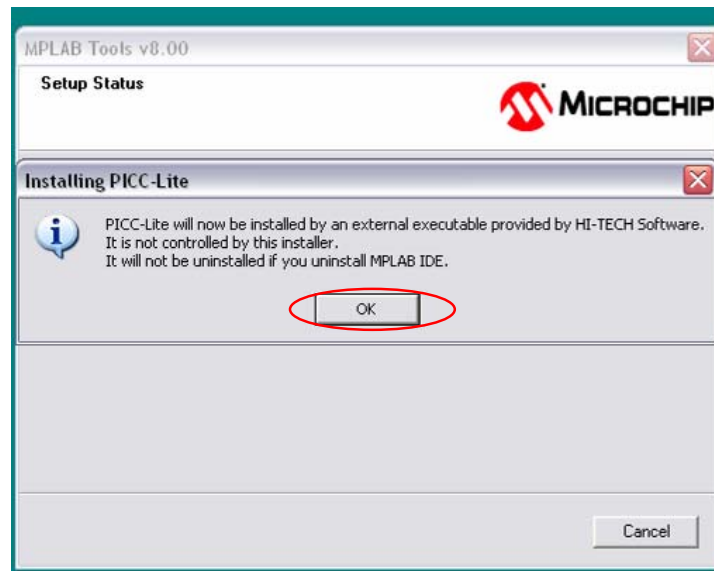 MPLAB Tools v8.00
Setup Status
MICROCHIP
Installing PICC-Lite
PICC-Lite will now be installed by an external executable provided by HI-TECH Software.
It is not controlled by this installer.
It will not be uninstalled if you uninstall MPLAB IDE.
OK
Cancel